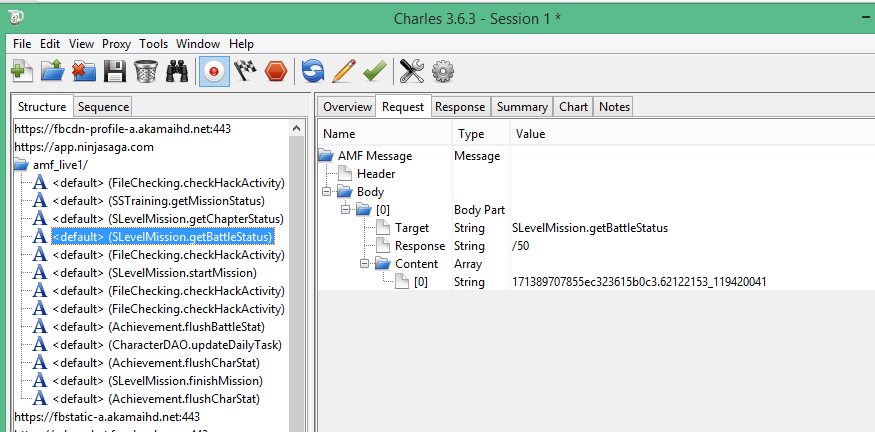 Charles 3.6.3 - Session 1 *
File Edit View Proxy Tools Window Help
Structure Sequence
https://fbcdn-profile-a.akamaihd.net:443
https://app.ninjasaga.com
amf_live1/
<default> (FileChecking.checkHackActivity)
<default> (SSTraining.getMissionStatus)
<default> (SLevelMission.getChapterStatus)
<default> (SLevelMission.getBattleStatus)
<default> (FileChecking.checkHackActivity)
<default> (SLevelMission.startMission)
<default> (FileChecking.checkHackActivity)
<default> (FileChecking.checkHackActivity)
<default> (Achievement.flushBattleStat)
<default> (CharacterDAO.updateDailyTask)
<default> (Achievement.flushCharStat)
<default> (SLevelMission.finishMission)
<default> (Achievement.flushCharStat)
https://fbstatic-a.akamaihd.net:443
Overview Request Response Summary Chart Notes
Name Type Value
AMF Message Message
Header
Body
[0] Body Part
Target String SLevelMission.getBattleStatus
Response String /50
Content Array
[0] String 171389707855ec323615b0c3.62122153_119420041